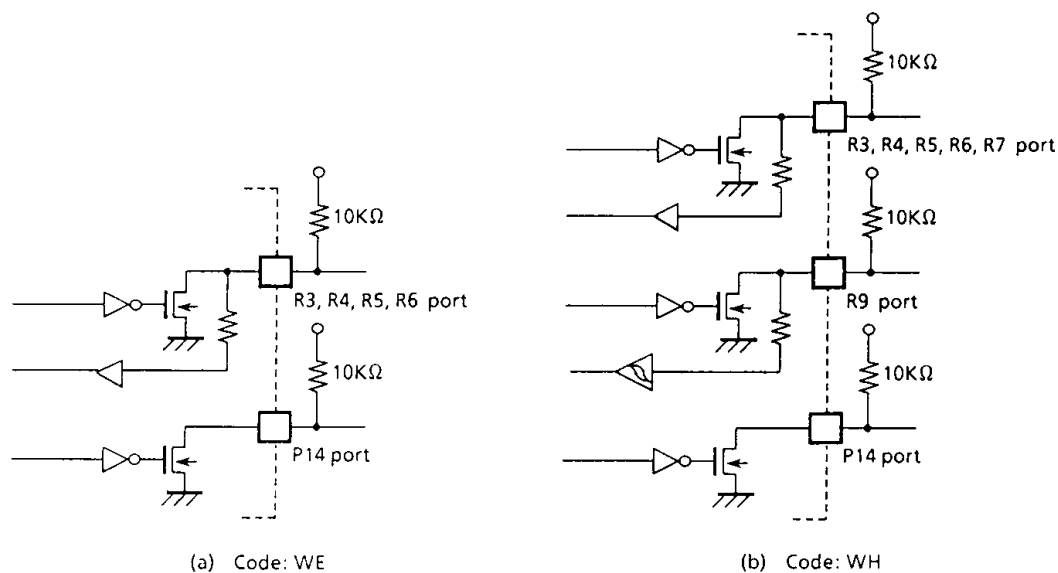 10KΩ
R3, R4, R5, R6 port
10KΩ
P14 port
(a) Code: WE
10KΩ
R3, R4, R5, R6, R7 port
10KΩ
R9 port
10KΩ
P14 port
(b) Code: WH